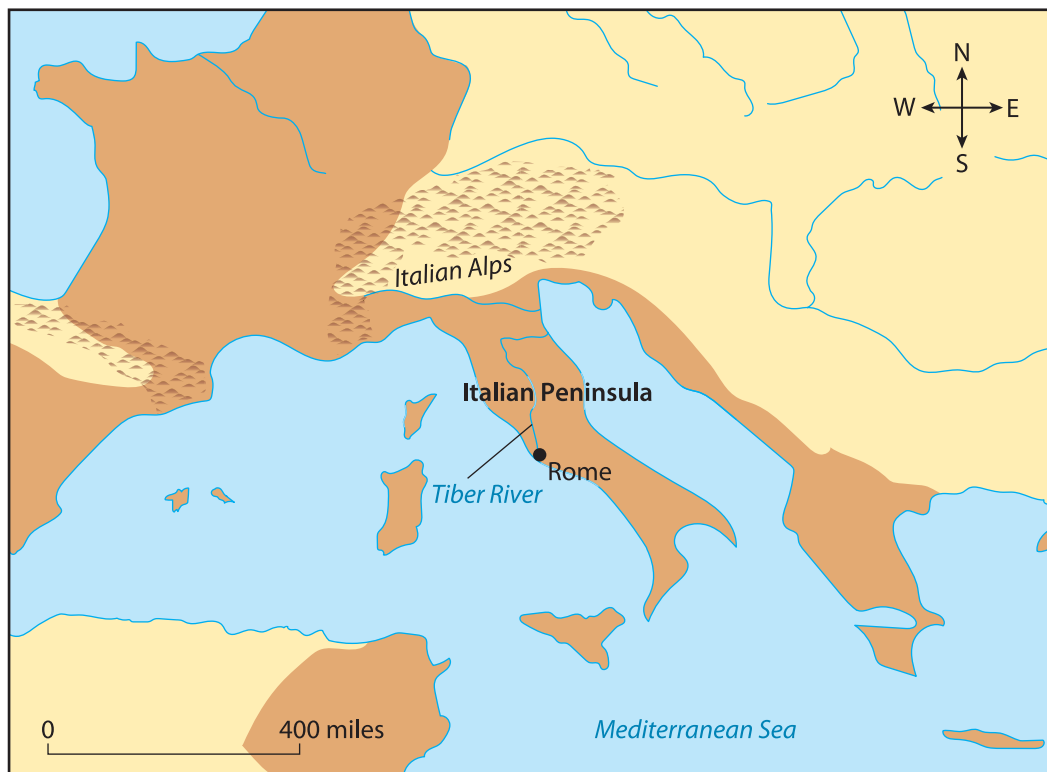 N
W E
S
Italian Alps
Italian Peninsula
Rome
Tiber River
0 400 miles
Mediterranean Sea